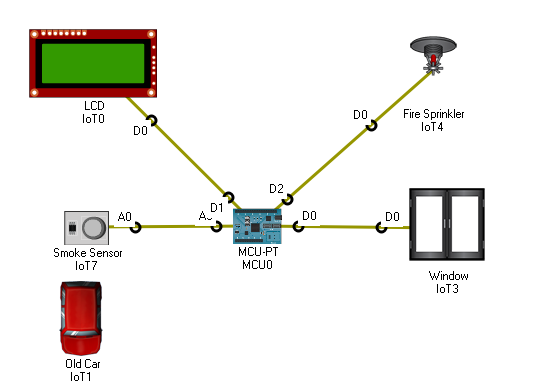 LCD
IoT0
D0
D0
Fire Sprinkler
IoT4
D1
D2
A0
D0
D0
Smoke Sensor
IoT7
MCU-PT
MCU0
Window
IoT3
Old Car
IoT1